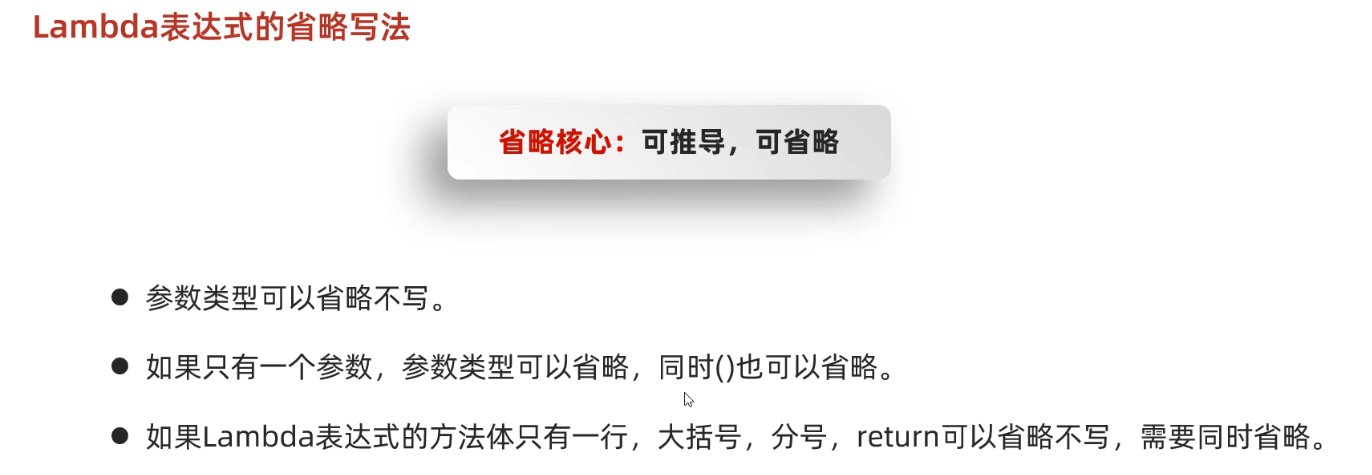 Lambda表达式的省略写法
省略核心：可推导，可省略
● 参数类型可以省略不写。
● 如果只有一个参数，参数类型可以省略，同时()也可以省略。
● 如果Lambda表达式的方法体只有一行，大括号，分号，return可以省略不写，需要同时省略。